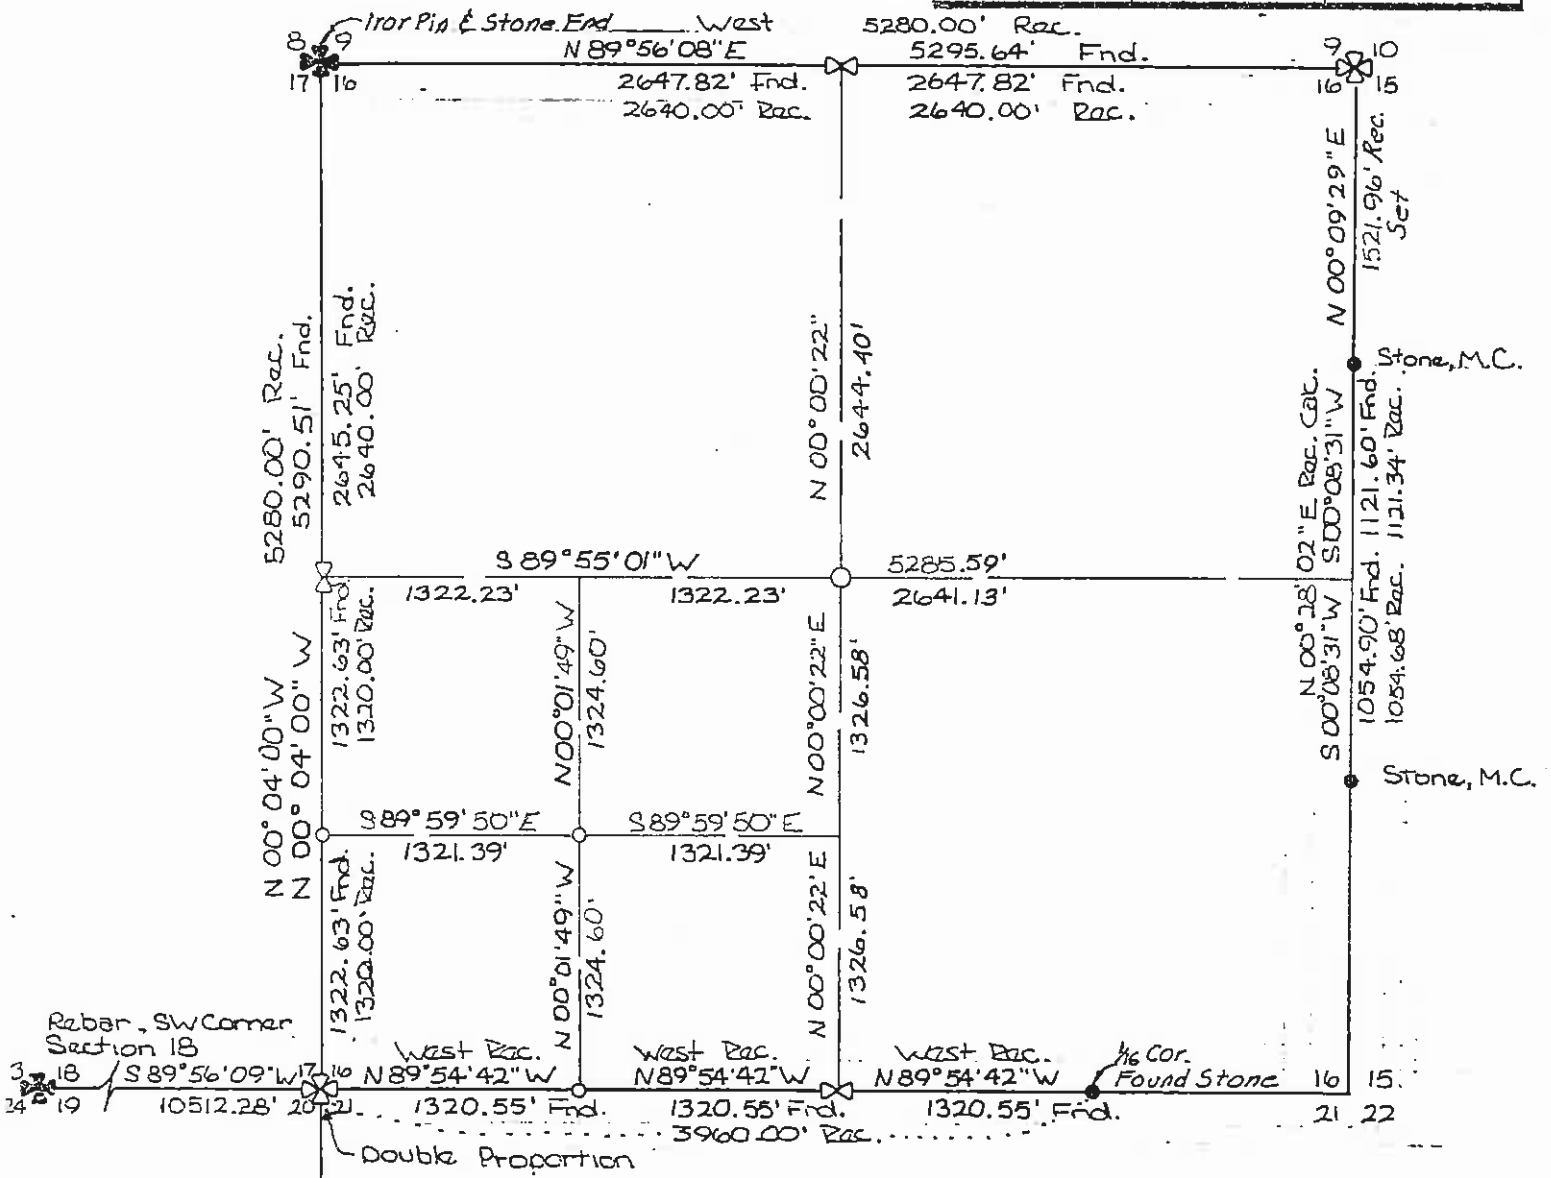 Iron Pin & Stone. Fnd. West
5280.00' Rec.
8 9
N 89°56'08"E
5295.64' Fnd.
9 10
17 16
2647.82' Fnd.
2647.82' Fnd.
16 15
2640.00' Rec.
2640.00' Rec.
N 00°09'29"E
1521.96' Rec.
Set
Stone, M.C.
5280.00' Rec.
5290.51' Fnd.
2645.25' Fnd.
2640.00' Rec.
N 00°00'22"
2644.40'
N 00°28'02"E Rec. Calc.
S 00°08'31"W
1121.60' Fnd.
1121.34' Rec.
S 89°55'01"W
5285.59'
1322.23'
1322.23'
2641.13'
N 00°04'00"W
N 00°04'00"W
1322.63' Fnd.
1320.00' Rec.
N 00°01'49"W
1324.60'
N 00°00'22"E
1326.58'
S 00°08'31"W
1054.90' Fnd.
1054.68' Rec.
Stone, M.C.
S 89°59'50"E
S 89°59'50"E
1321.39'
1321.39'
1322.63' Fnd.
1320.00' Rec.
N 00°01'49"W
1324.60'
N 00°00'22"E
1326.58'
Rebar, SW Corner
Section 18
West Rec.
West Rec.
West Rec.
1/16 Cor.
Found Stone
3 18
S 89°56'09"W
17 16
N 89°54'42"W
N 89°54'42"W
N 89°54'42"W
16 15
24 19
10512.28'
20 21
1320.55' Fnd.
1320.55' Fnd.
1320.55' Fnd.
21 22
3960.00' Rec.
Double Proportion